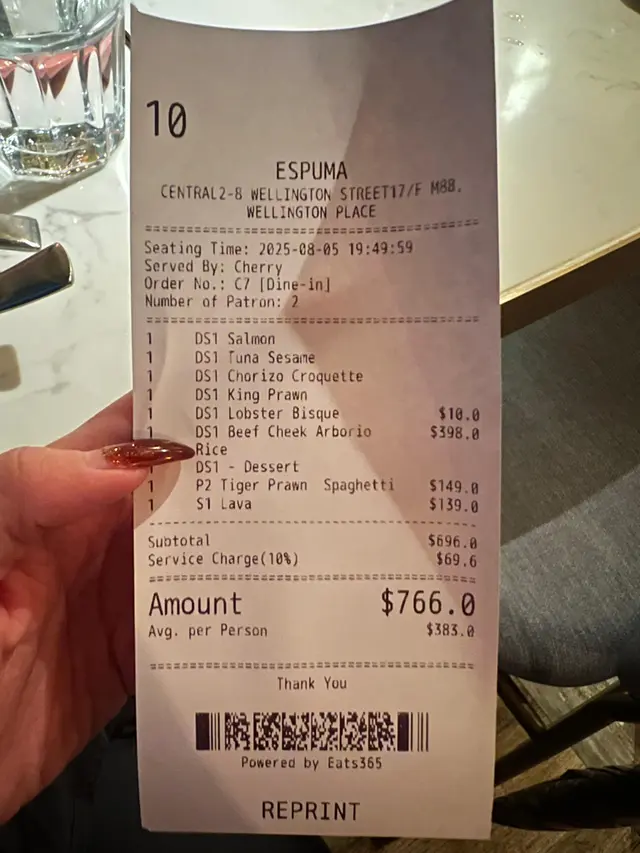 10
ESPUMA
CENTRAL2-8 WELLINGTON STREET17/F M88.
WELLINGTON PLACE
Seating Time: 2025-08-05 19:49:59
Served By: Cherry
Order No.: C7 [Dine-in]
Number of Patron: 2
1 DS1 Salmon
1 DS1 Tuna Sesame
1 DS1 Chorizo Croquette
1 DS1 King Prawn
1 DS1 Lobster Bisque $10.0
1 DS1 Beef Cheek Arborio $398.0
Rice
1 DS1 - Dessert
1 P2 Tiger Prawn Spaghetti $149.0
1 S1 Lava $139.0
Subtotal $696.0
Service Charge(10%) $69.6
Amount $766.0
Avg. per Person $383.0
Thank You
Powered by Eats365
REPRINT